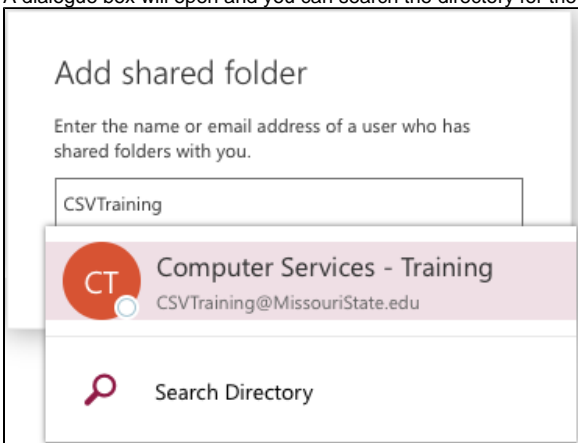 A dialogue box will open and you can search the directory for the
Add shared folder
Enter the name or email address of a user who has
shared folders with you.
CSVTraining
CT
Computer Services - Training
CSVTraining@MissouriState.edu
Search Directory